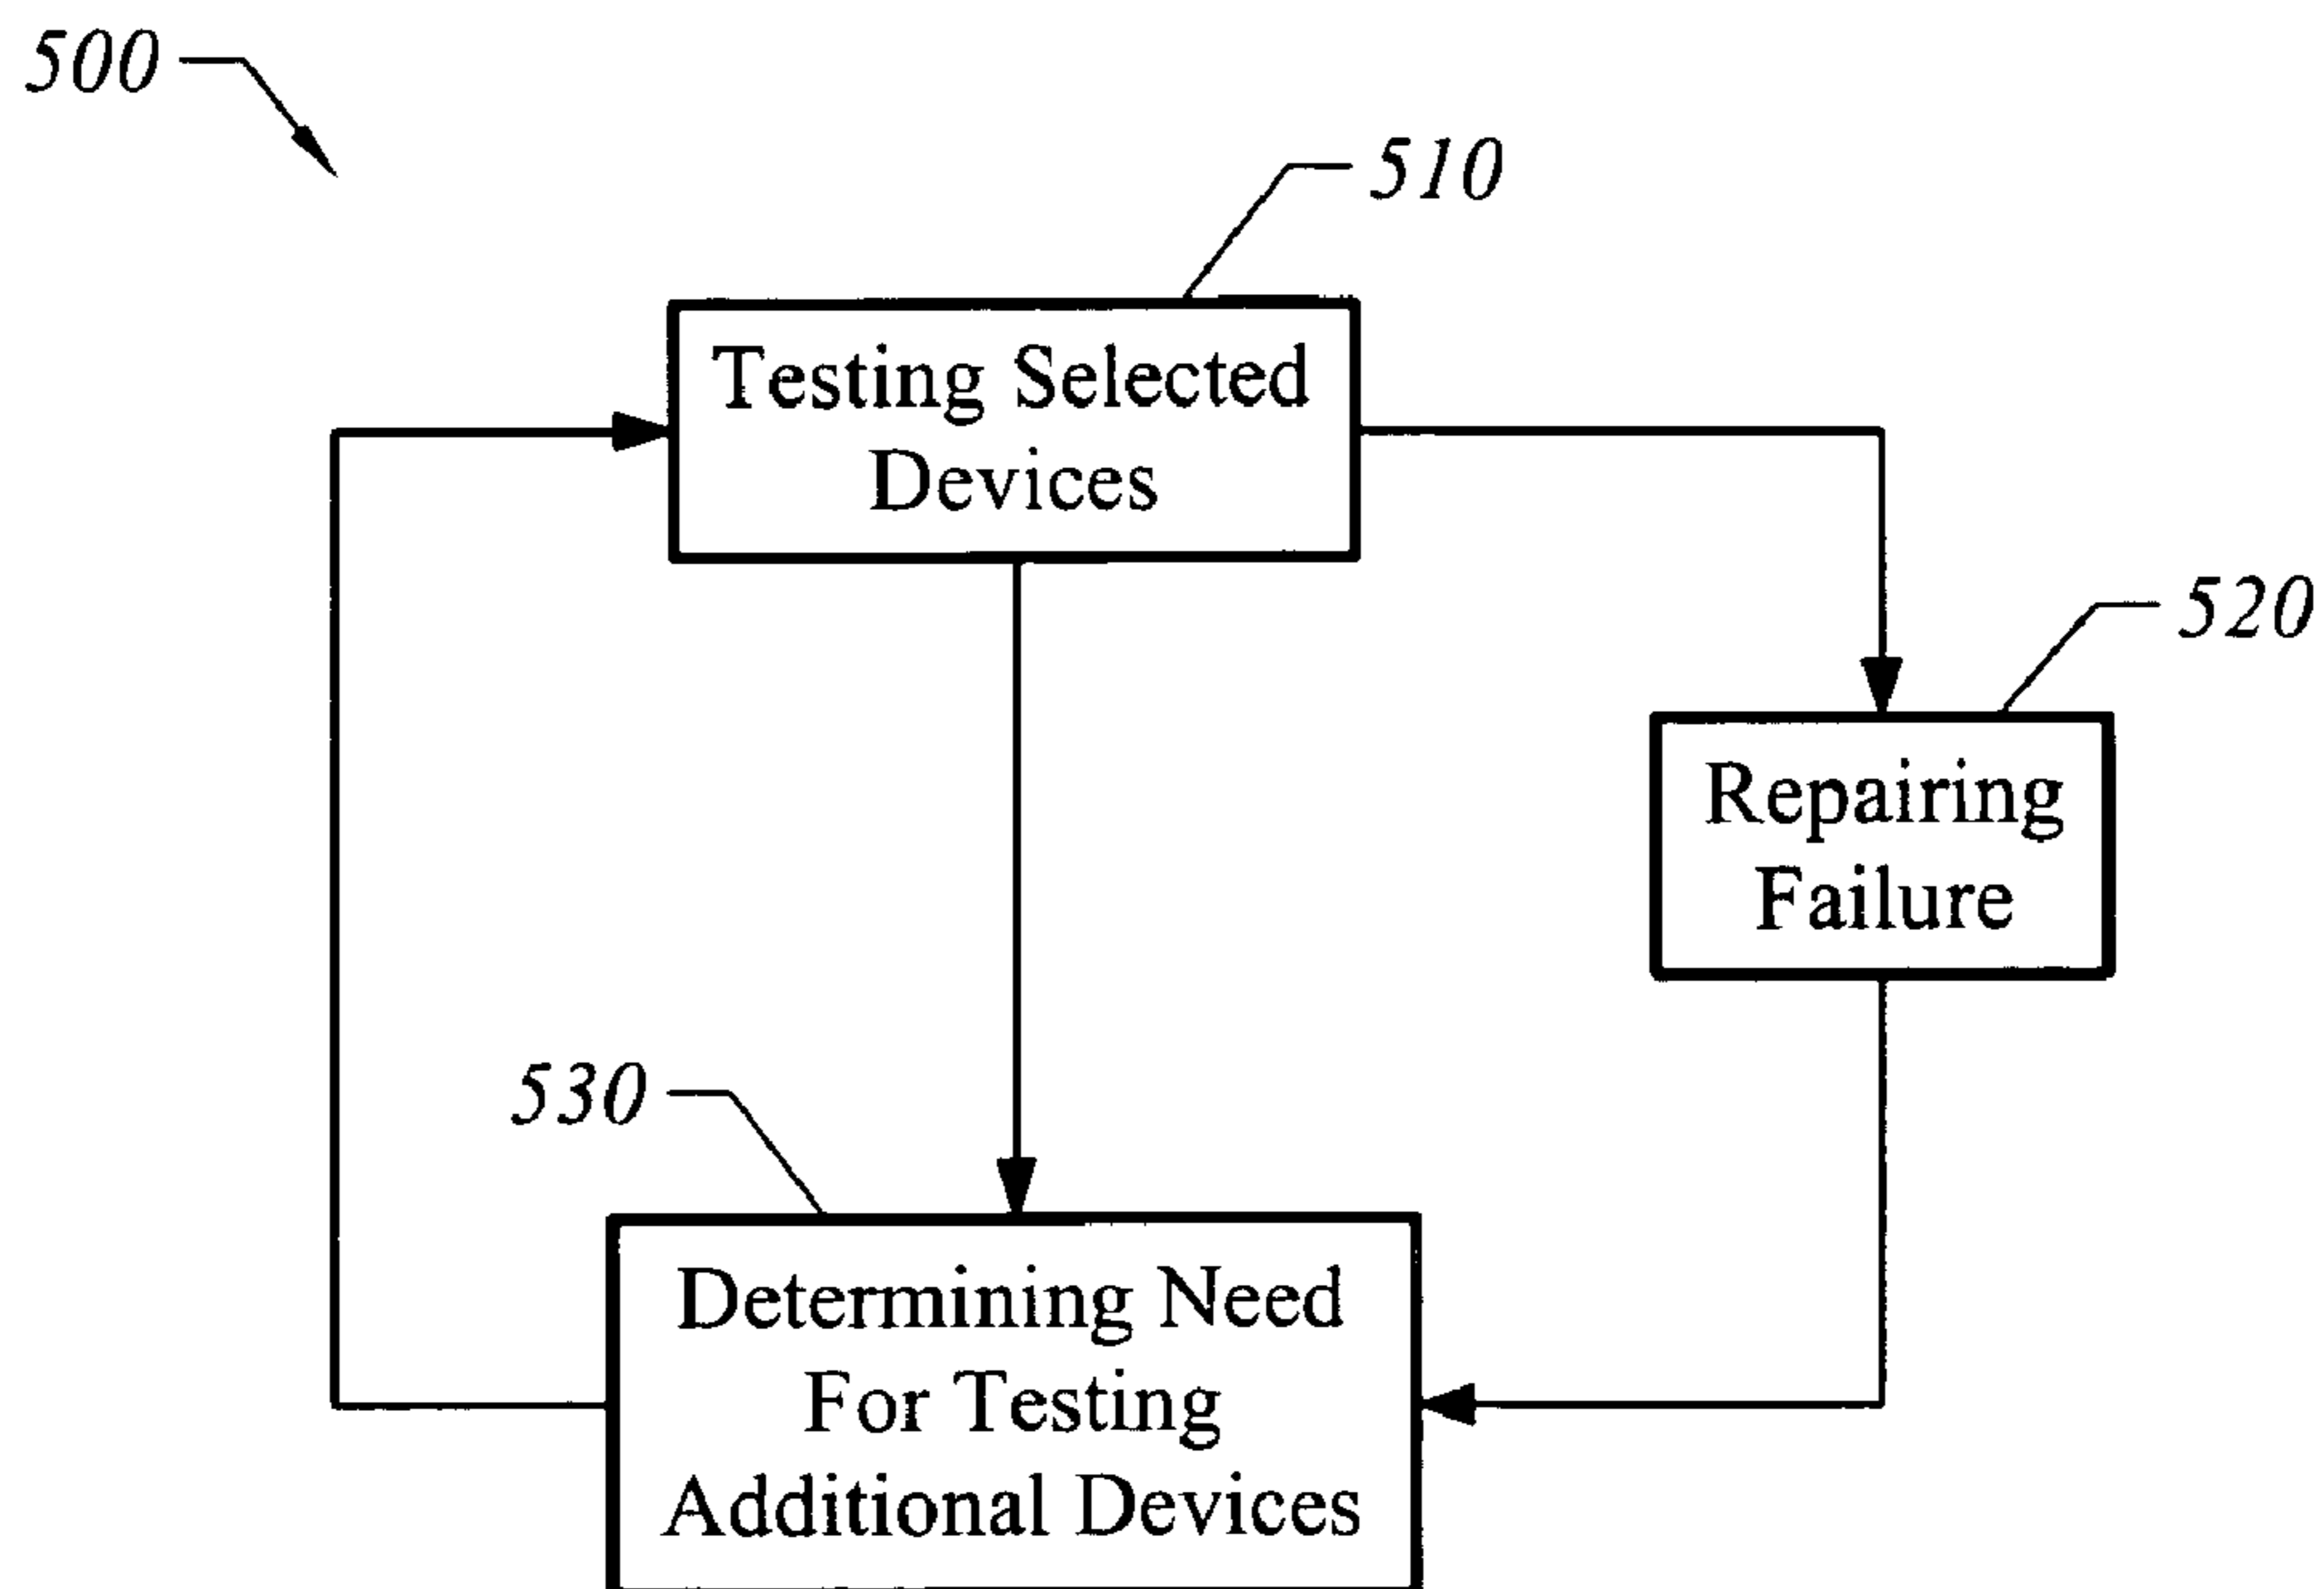 500
510
Testing Selected
Devices
520
Repairing
Failure
530
Determining Need
For Testing
Additional Devices